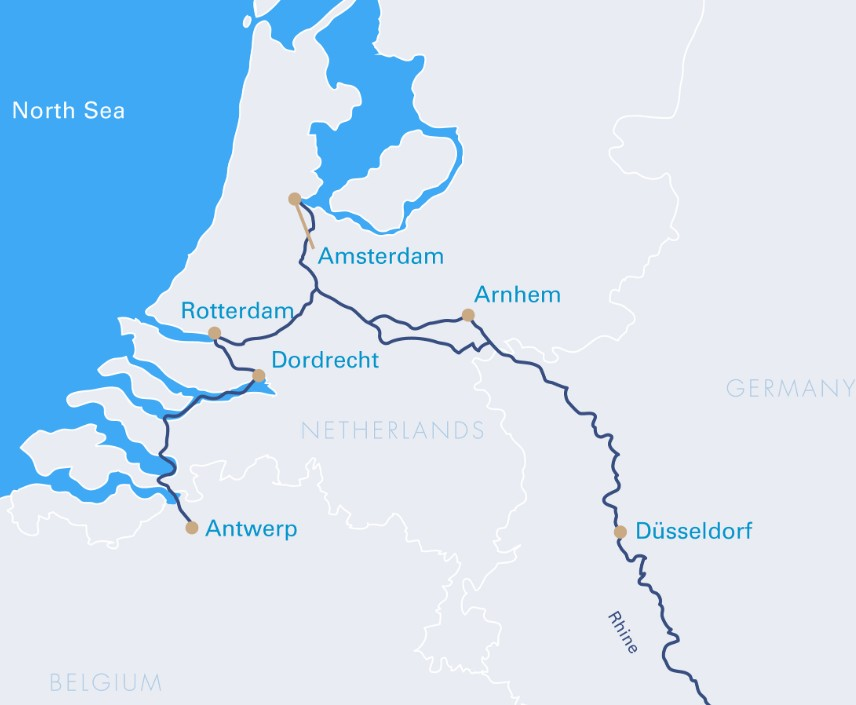 North Sea
Amsterdam
Arnhem
Rotterdam
Dordrecht
GERMANY
NETHERLANDS
Antwerp
Düsseldorf
Rhine
BELGIUM